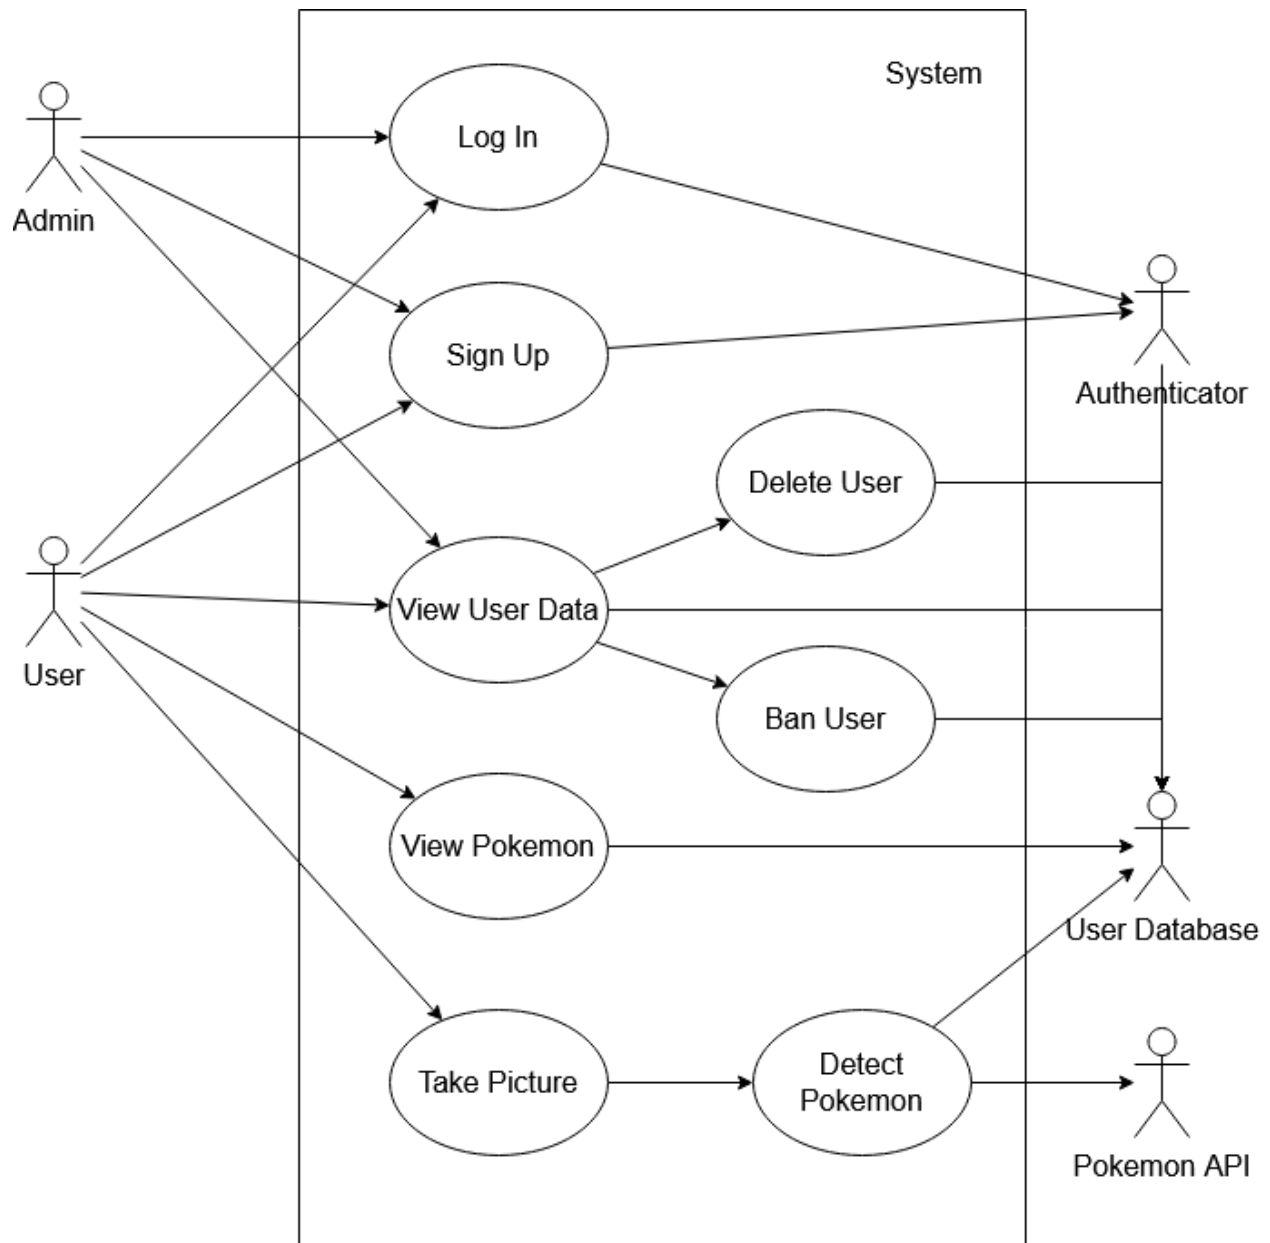 System
Log In
Admin
Sign Up
Authenticator
Delete User
View User Data
User
Ban User
View Pokemon
User Database
Take Picture
Detect
Pokemon
Pokemon API